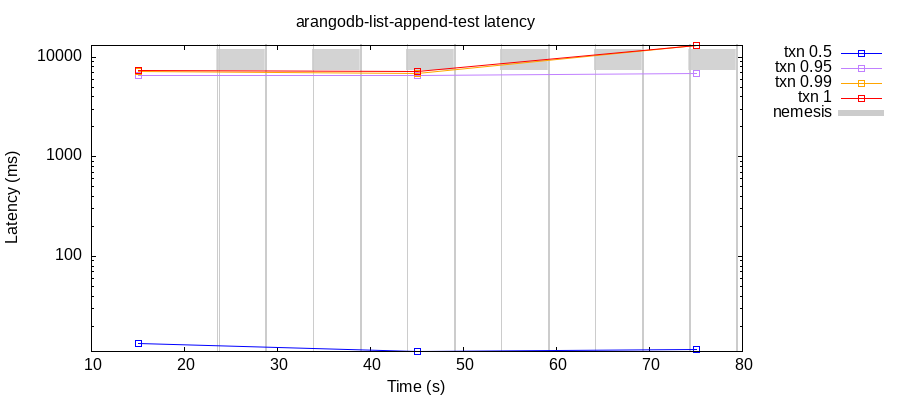 arangodb-list-append-test latency
10000
1000
100
Latency (ms)
10 20 30 40 50 60 70 80
Time (s)
txn 0.5
txn 0.95
txn 0.99
txn 1
nemesis